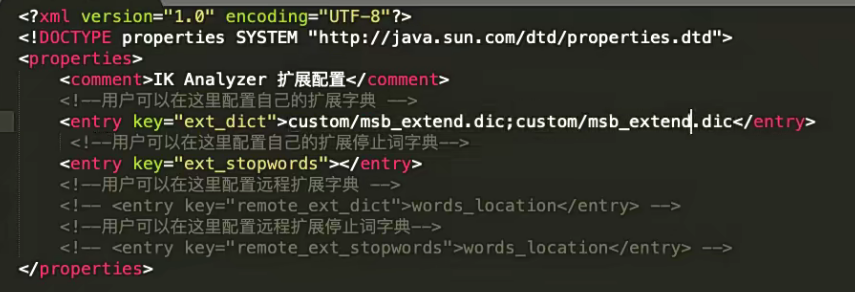 <?xml version="1.0" encoding="UTF-8"?>
<!DOCTYPE properties SYSTEM "http://java.sun.com/dtd/properties.dtd">
<properties>
<comment>IK Analyzer 扩展配置</comment>
<!--用户可以在这里配置自己的扩展字典 -->
<entry key="ext_dict">custom/msb_extend.dic;custom/msb_extend.dic</entry>
<!--用户可以在这里配置自己的扩展停止词字典-->
<entry key="ext_stopwords"></entry>
<!--用户可以在这里配置远程扩展字典 -->
<!-- <entry key="remote_ext_dict">words_location</entry> -->
<!--用户可以在这里配置远程扩展停止词字典-->
<!-- <entry key="remote_ext_stopwords">words_location</entry> -->
</properties>